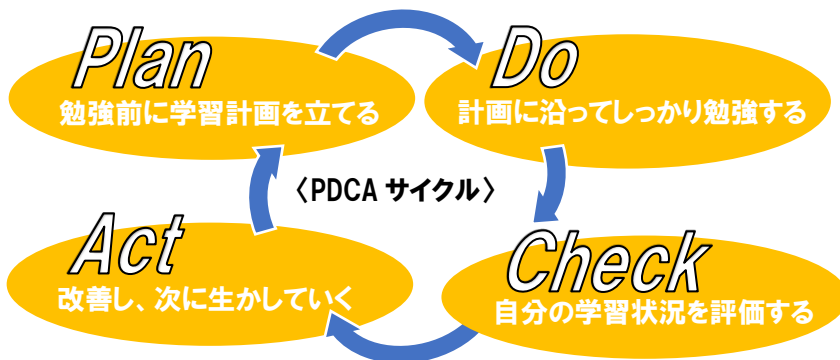 Plan
勉強前に学習計画を立てる
Do
計画に沿ってしっかり勉強する
〈PDCA サイクル〉
Act
改善し、次に生かしていく
Check
自分の学習状況を評価する